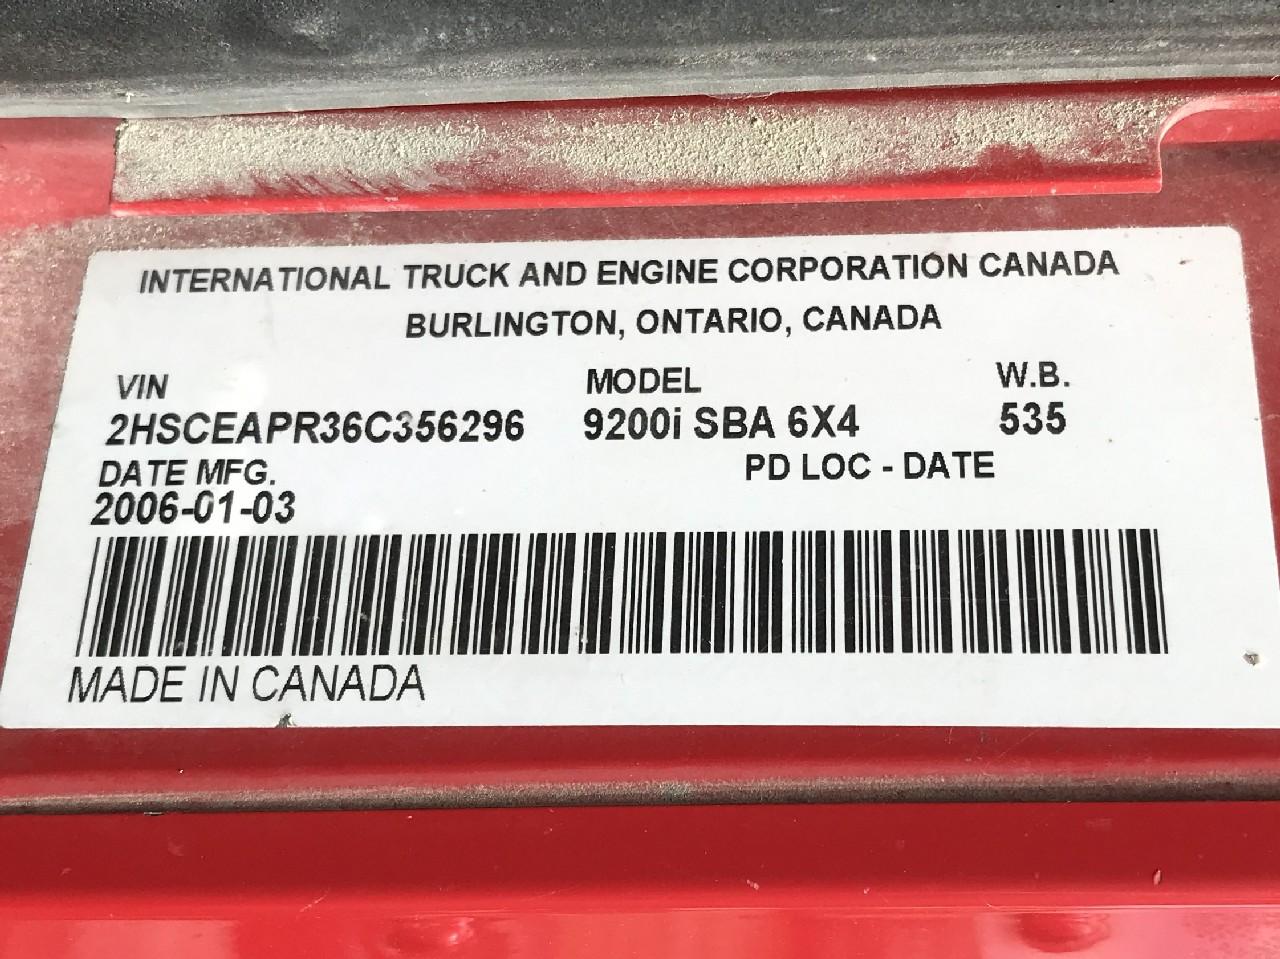 INTERNATIONAL TRUCK AND ENGINE CORPORATION CANADA
BURLINGTON, ONTARIO, CANADA
VIN MODEL W.B.
2HSCEAPR36C356296 9200i SBA 6X4 535
DATE MFG. PD LOC - DATE
2006-01-03
MADE IN CANADA